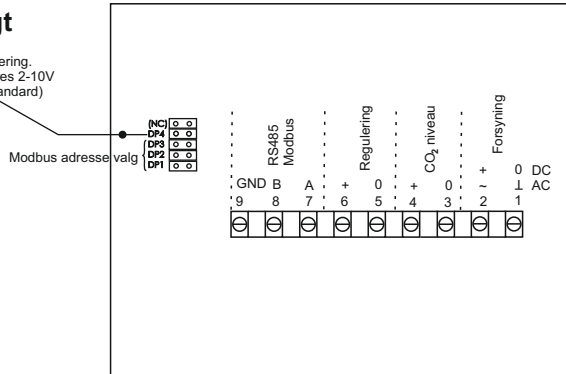 gt
ering.
es 2-10V
andard)
(NC)
DP4
DP3
DP2
DP1
Modbus adresse valg
RS485
Modbus
Regulering
CO₂ niveau
Forsyning
+ 0 DC
GND B A + 0 + 0 ~ ⊥ AC
9 8 7 6 5 4 3 2 1